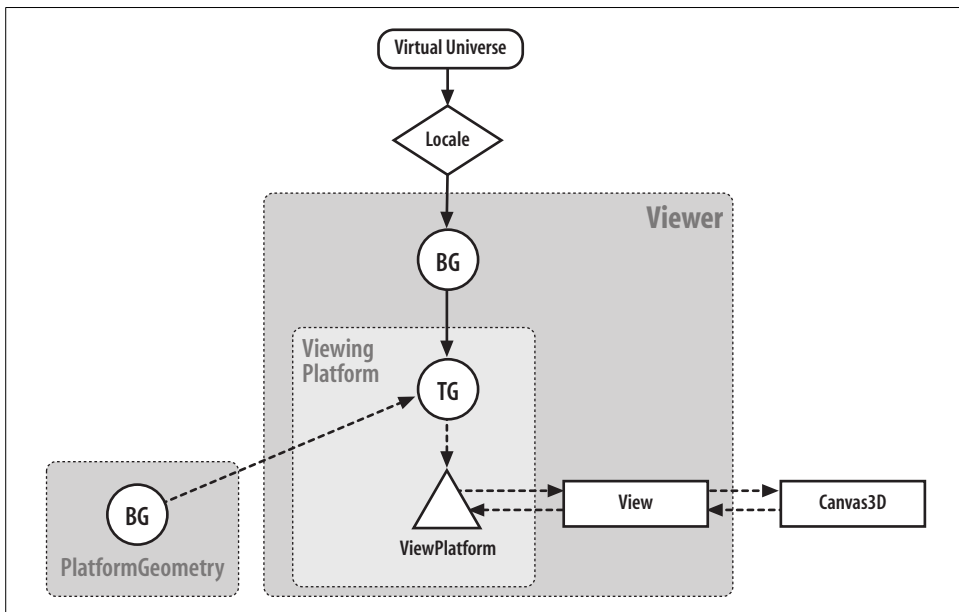 Virtual Universe
Locale
Viewer
BG
Viewing
Platform
TG
BG
View
Canvas3D
ViewPlatform
PlatformGeometry